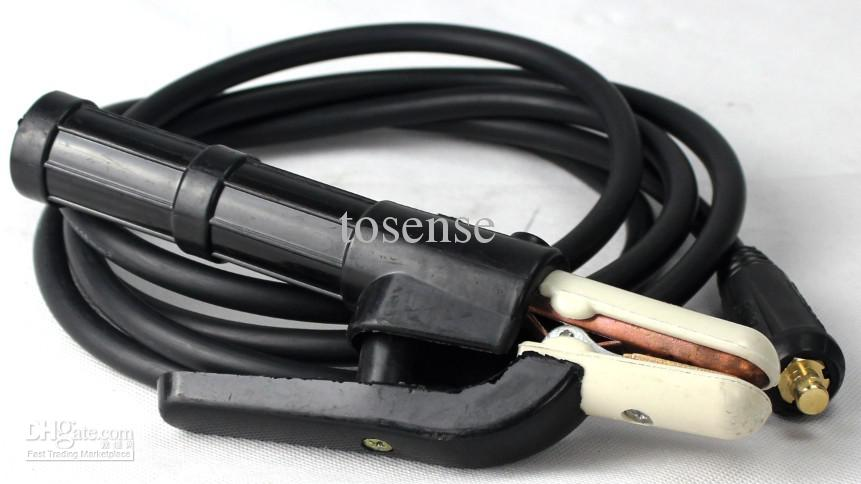 tosense
DHgate.com
Fast Trading Marketplace